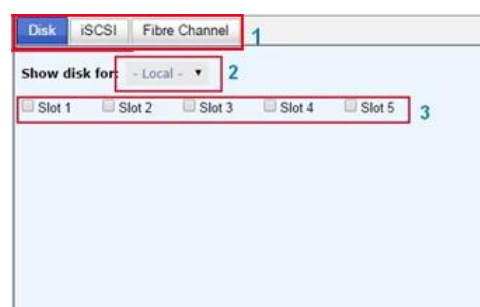 Disk iSCSI Fibre Channel 1
Show disk for: - Local - 2
Slot 1 Slot 2 Slot 3 Slot 4 Slot 5 3